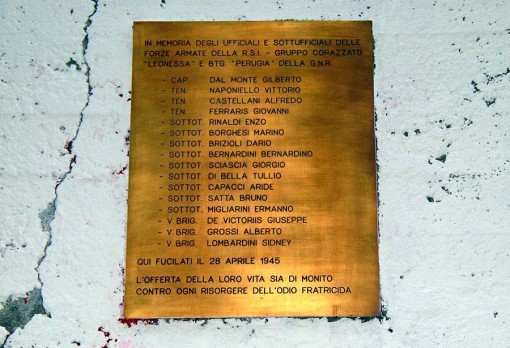 IN MEMORIA DEGLI UFFICIALI E SOTTUFFICIALI DELLE
FORZE ARMATE DELLA R.S.I. - GRUPPO CORAZZATO
"LEONESSA" E BTG. "PERUGIA" DELLA G.N.R.
- CAP. DAL MONTE GILBERTO
- TEN NAPONIELLO VITTORIO
- TEN. CASTELLANI ALFREDO
- TEN. FERRARIS GIOVANNI
- SOTTOT. RINALDI ENZO
- SOTTOT. BORGHESI MARINO
- SOTTOT. BRIZIOLI DARIO
- SOTTOT. BERNARDINI BERNARDINO
- SOTTOT. SCIASCIA GIORGIO
- SOTTOT. DI BELLA TULLIO
- SOTTOT. CAPACCI ARIDE
- SOTTOT. SATTA BRUNO
- SOTTOT. MIGLIARINI ERMANNO
- V. BRIG. DE VICTORIIS GIUSEPPE
- V. BRIG. GROSSI ALBERTO
- V. BRIG. LOMBARDINI SIDNEY
QUI FUCILATI IL 28 APRILE 1945
L'OFFERTA DELLA LORO VITA SIA DI MONITO
CONTRO OGNI RISORGERE DELL'ODIO FRATRICIDA